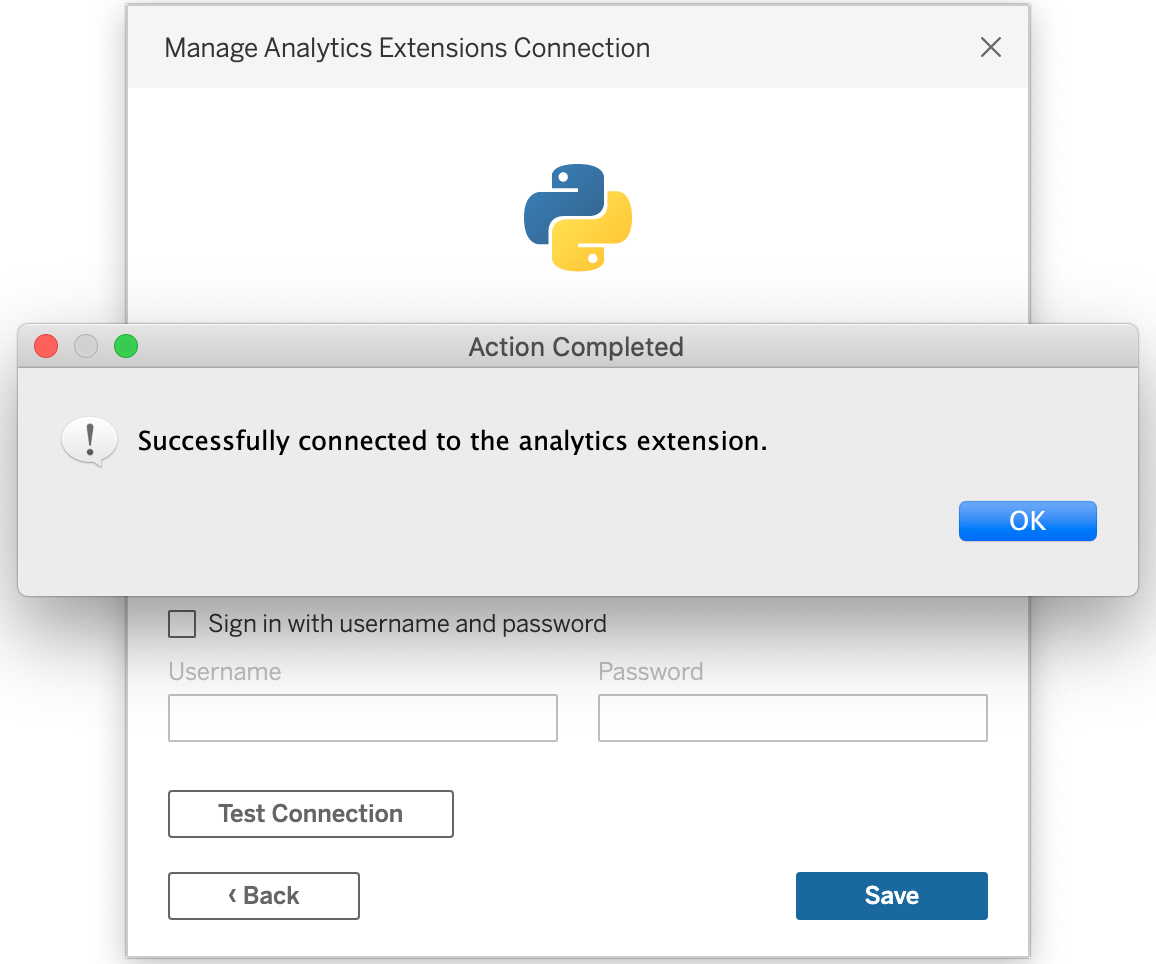 Manage Analytics Extensions Connection
Action Completed
Successfully connected to the analytics extension.
OK
Sign in with username and password
Username
Password
Test Connection
‹ Back
Save